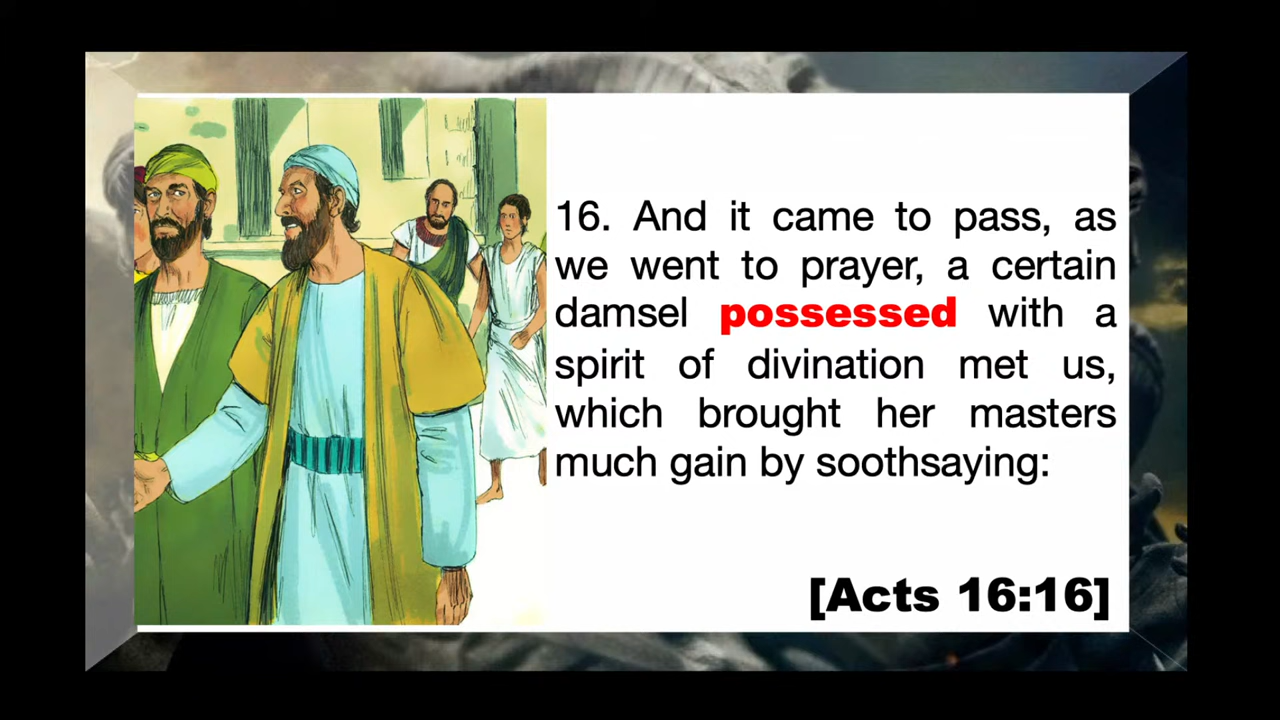 16. And it came to pass, as
we went to prayer, a certain
damsel possessed with a
spirit of divination met us,
which brought her masters
much gain by soothsaying:
[Acts 16:16]